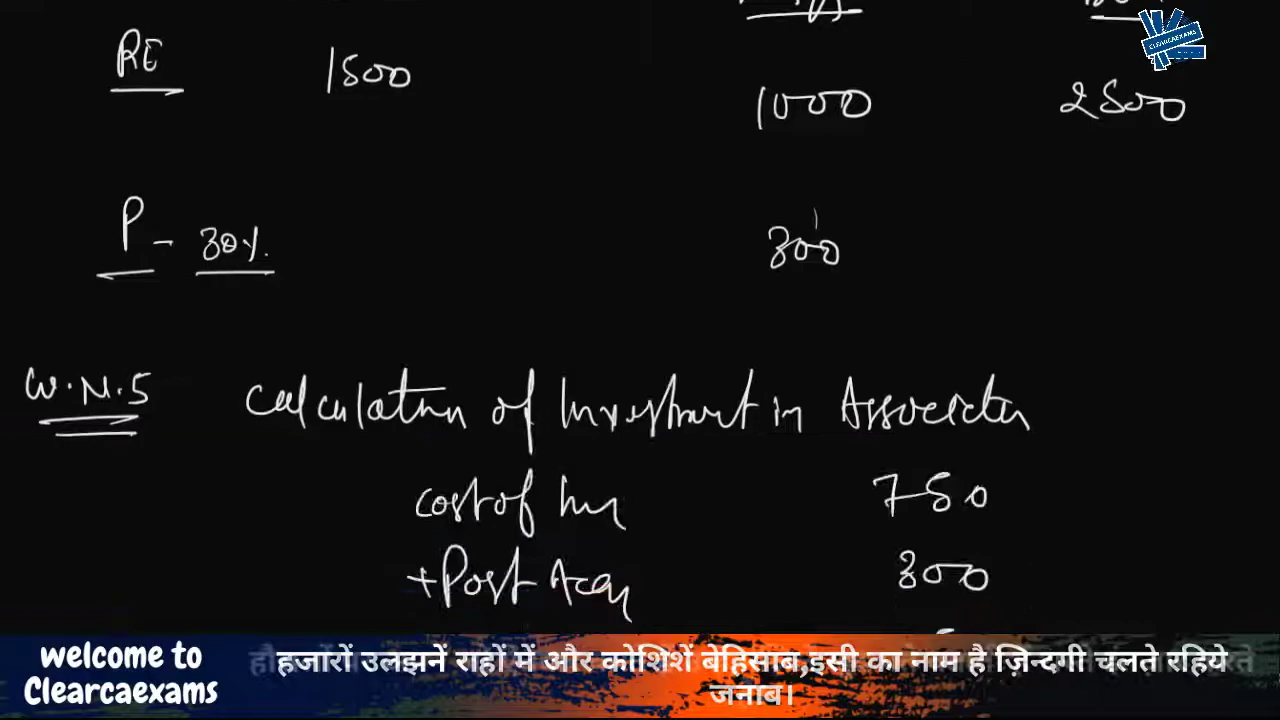 CLEARCAEXAMS
RE 1500 1000 2500
P - 30%. 300
W.N.5 Calculation of Investment in Associates
cost of Inv 750
+Post Acq 300
welcome to
Clearcaexams
हजारों उलझनें राहों में और कोशिशें बेहिसाब,इसी का नाम है ज़िन्दगी चलते रहिये
जनाब।